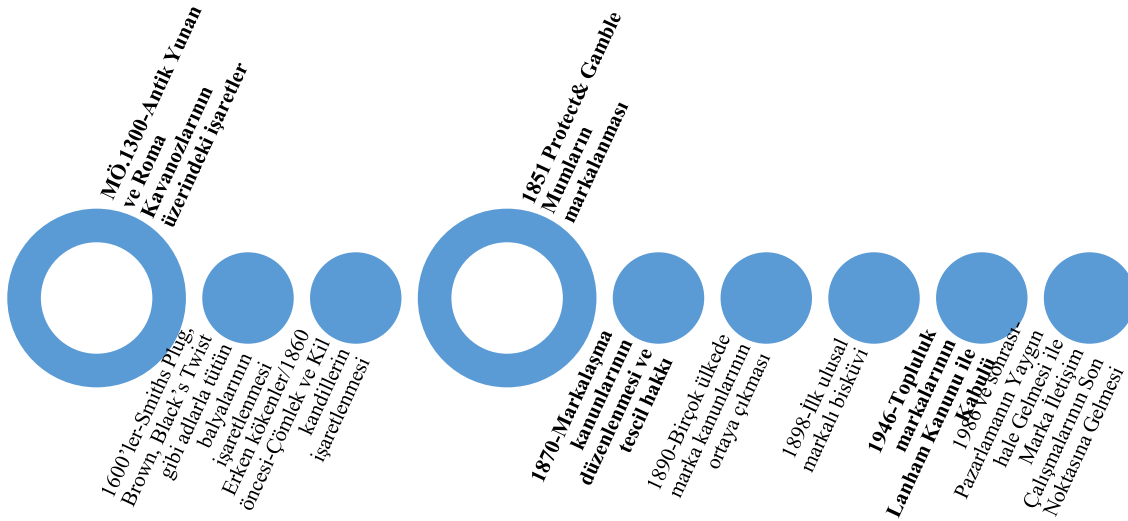 MÖ.1300-Antik Yunan
ve Roma
Kavanozlarının
üzerindeki işaretler
1600’ler-Smiths Plug,
Brown, Black’s Twist
gibi adlarla tütün
balyalarının
işaretlenmesi
Erken kökenler/1860
öncesi-Çömlek ve Kil
kandillerin
işaretlenmesi
1851 Protect& Gamble
Mumların
markalanması
1870-Markalaşma
kanunlarının
düzenlenmesi ve
tescil hakkı
1890-Birçok ülkede
marka kanunlarının
ortaya çıkması
1898-İlk ulusal
markalı bisküvi
1946-Topluluk
markalarının
Lanham Kanunu ile
Kabulü
1980 ve sonrası-
Pazarlamanın Yaygın
hale Gelmesi ile
Marka İletişim
Çalışmalarının Son
Noktasına Gelmesi